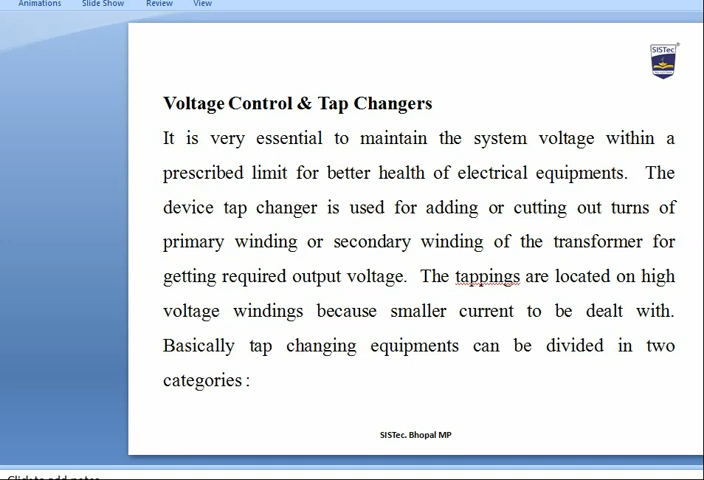 Animations Slide Show Review View
SISTec
Voltage Control & Tap Changers
It is very essential to maintain the system voltage within a
prescribed limit for better health of electrical equipments. The
device tap changer is used for adding or cutting out turns of
primary winding or secondary winding of the transformer for
getting required output voltage. The tappings are located on high
voltage windings because smaller current to be dealt with.
Basically tap changing equipments can be divided in two
categories :
SISTec. Bhopal MP
Click to add notes